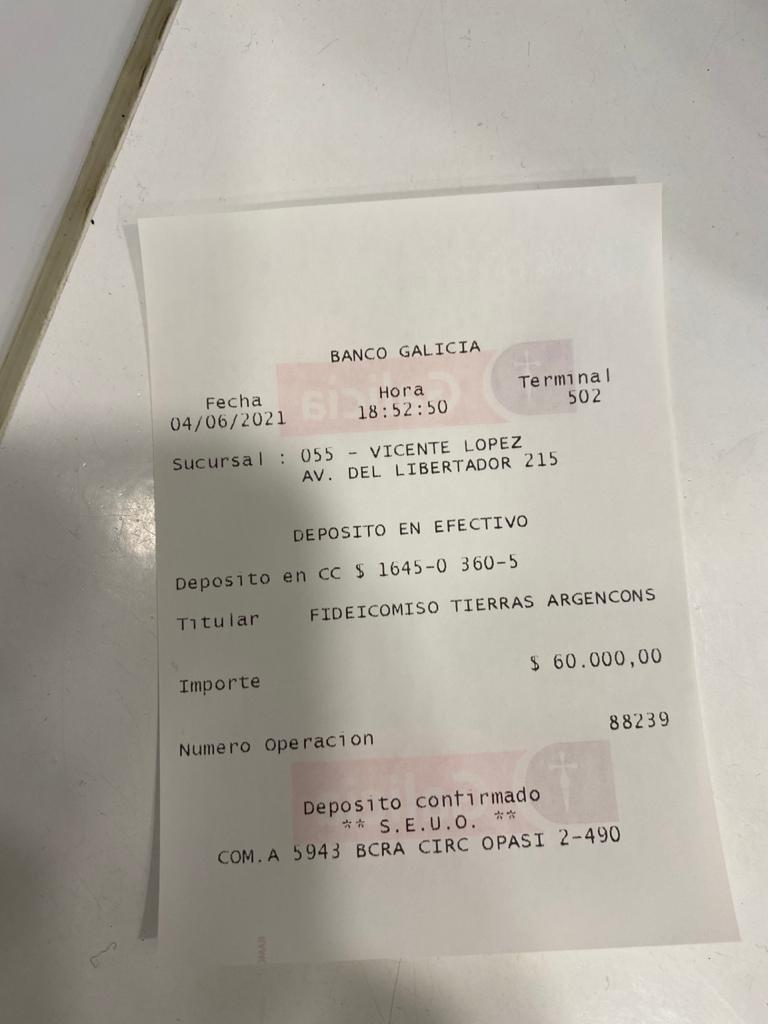 BANCO GALICIA
Fecha Hora Terminal
04/06/2021 18:52:50 502
Sucursal : 055 - VICENTE LOPEZ
AV. DEL LIBERTADOR 215
DEPOSITO EN EFECTIVO
Deposito en CC $ 1645-0 360-5
Titular FIDEICOMISO TIERRAS ARGENCONS
Importe $ 60.000,00
Numero Operacion 88239
Deposito confirmado
** S.E.U.O. **
COM.A 5943 BCRA CIRC OPASI 2-490